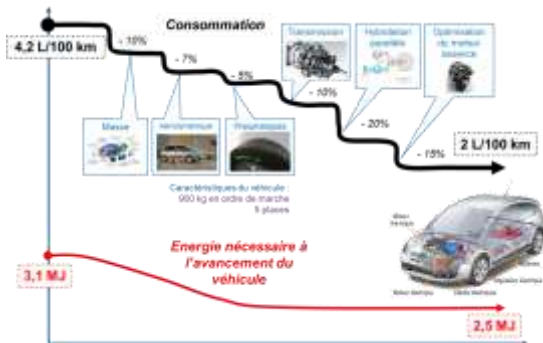 Consommation
4,2 L/100 km
- 10%
- 7%
- 5%
- 10%
- 20%
- 15%
2 L/100 km
Transmission
Hybridation
parallèle
Optimisation
du moteur
essence
Masse
Aérodynamique
Pneumatiques
Caractéristiques du véhicule :
900 kg en ordre de marche
5 places
Energie nécessaire à
l'avancement du
véhicule
3,1 MJ
2,5 MJ